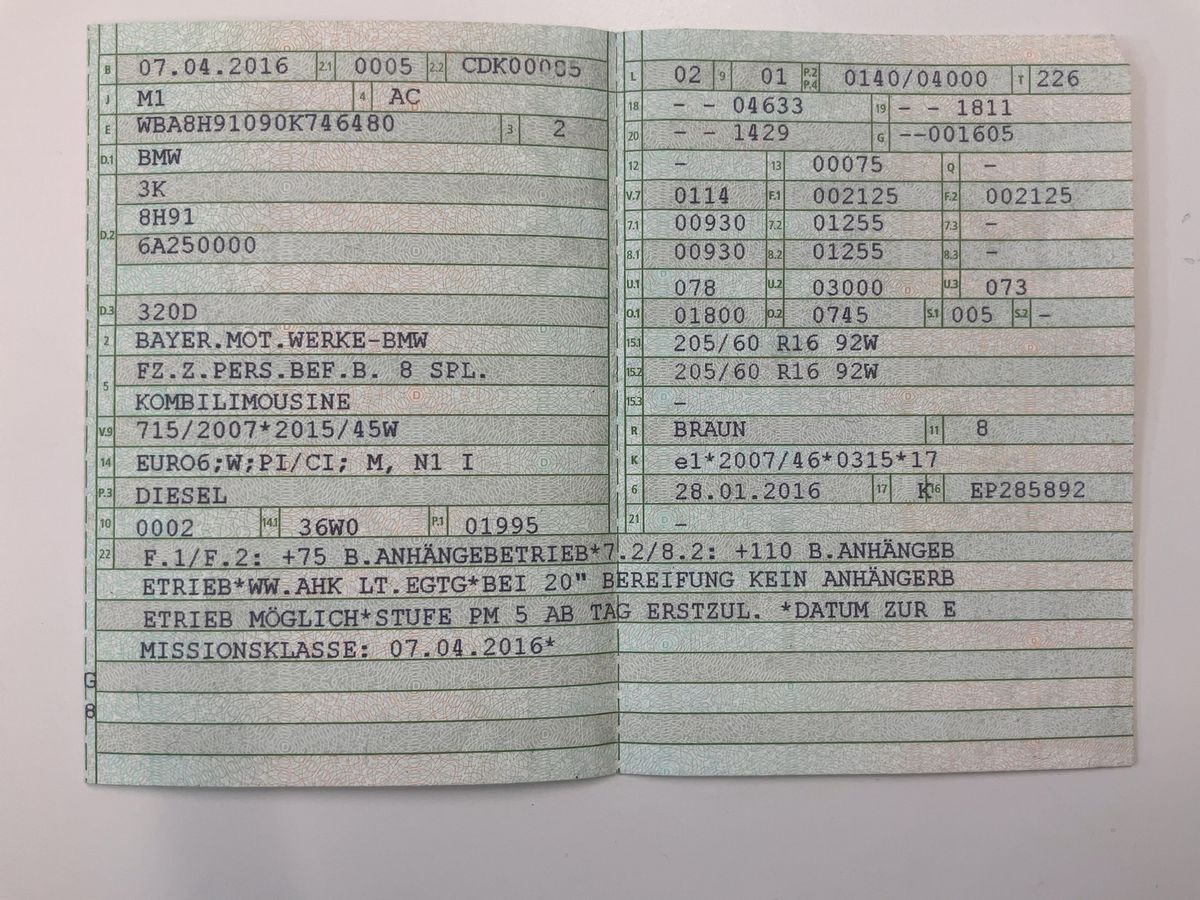 B 07.04.2016 2.1 0005 2.2 CDK00085
J M1 4 AC
E WBA8H91090K746480 3 2
D.1 BMW
3K
8H91
D.2 6A250000
D.3 320D
2 BAYER.MOT.WERKE-BMW
5 FZ.Z.PERS.BEF.B. 8 SPL.
KOMBILIMOUSINE
V.9 715/2007*2015/45W
14 EURO6;W;PI/CI; M, N1 I
P.3 DIESEL
10 0002 14.1 36W0 P.1 01995
L 02 9 01 P.2 P.4 0140/04000 T 226
18 - - 04633 19 - - 1811
20 - - 1429 G --001605
12 - 13 00075 Q -
V.7 0114 F.1 002125 F.2 002125
7.1 00930 7.2 01255 7.3 -
8.1 00930 8.2 01255 8.3 -
U.1 078 U.2 03000 U.3 073
O.1 01800 O.2 0745 S.1 005 S.2 -
15.1 205/60 R16 92W
15.2 205/60 R16 92W
15.3 -
R BRAUN 11 8
K e1*2007/46*0315*17
6 28.01.2016 17 K 16 EP285892
21 -
22 F.1/F.2: +75 B.ANHÄNGEBETRIEB*7.2/8.2: +110 B.ANHÄNGEB
ETRIEB*WW.AHK LT.EGTG*BEI 20" BEREIFUNG KEIN ANHÄNGERB
ETRIEB MÖGLICH*STUFE PM 5 AB TAG ERSTZUL. *DATUM ZUR E
MISSIONSKLASSE: 07.04.2016*
G
8